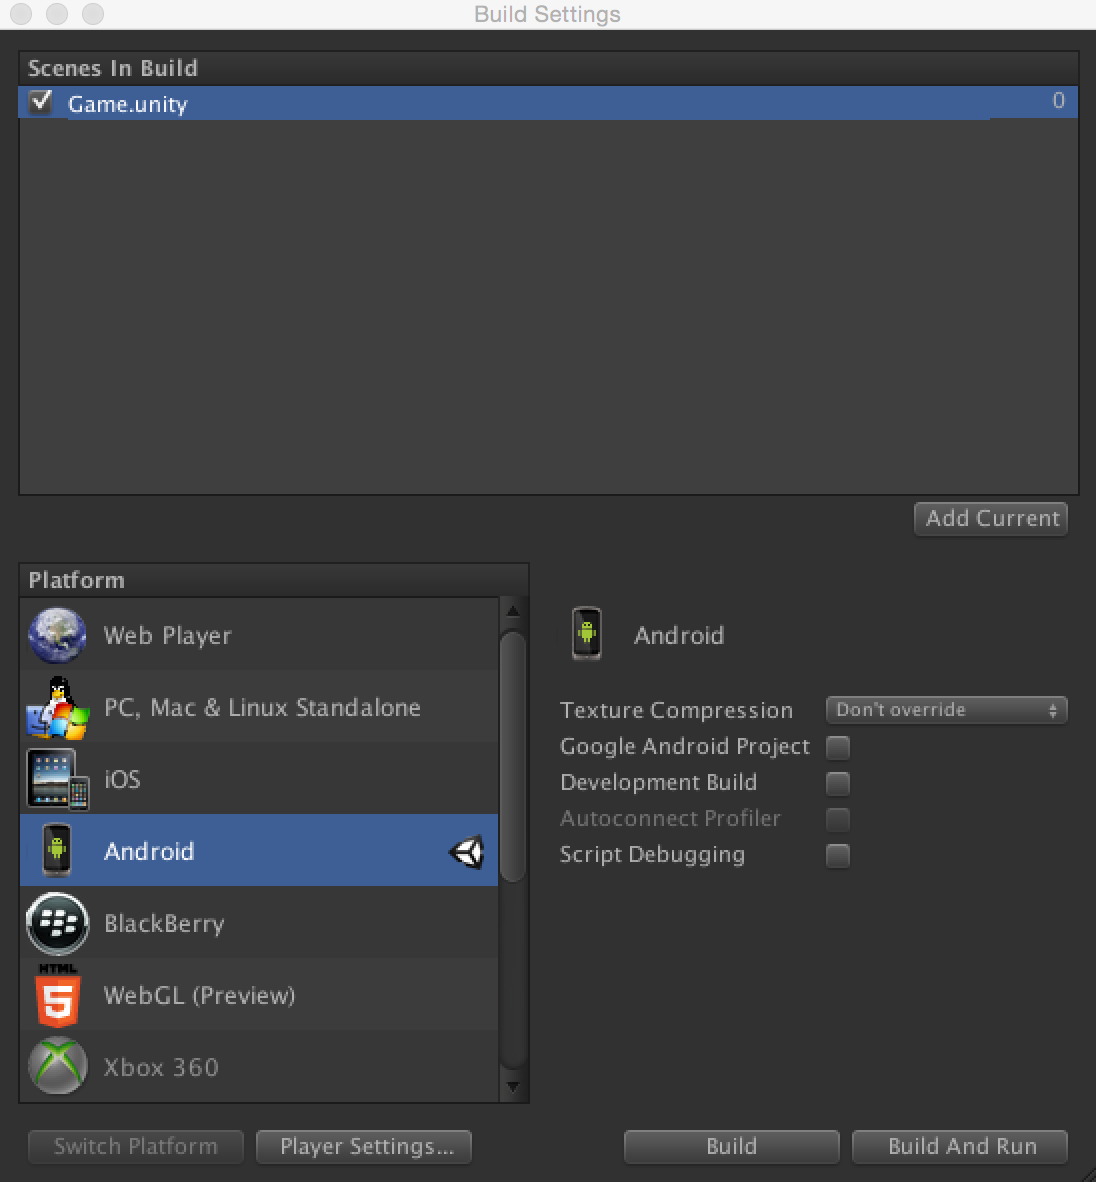 Build Settings
Scenes In Build
Game.unity 0
Add Current
Platform
Web Player
PC, Mac & Linux Standalone
iOS
Android
BlackBerry
HTML
5
WebGL (Preview)
Xbox 360
Android
Texture Compression Don't override
Google Android Project
Development Build
Autoconnect Profiler
Script Debugging
Switch Platform Player Settings... Build Build And Run